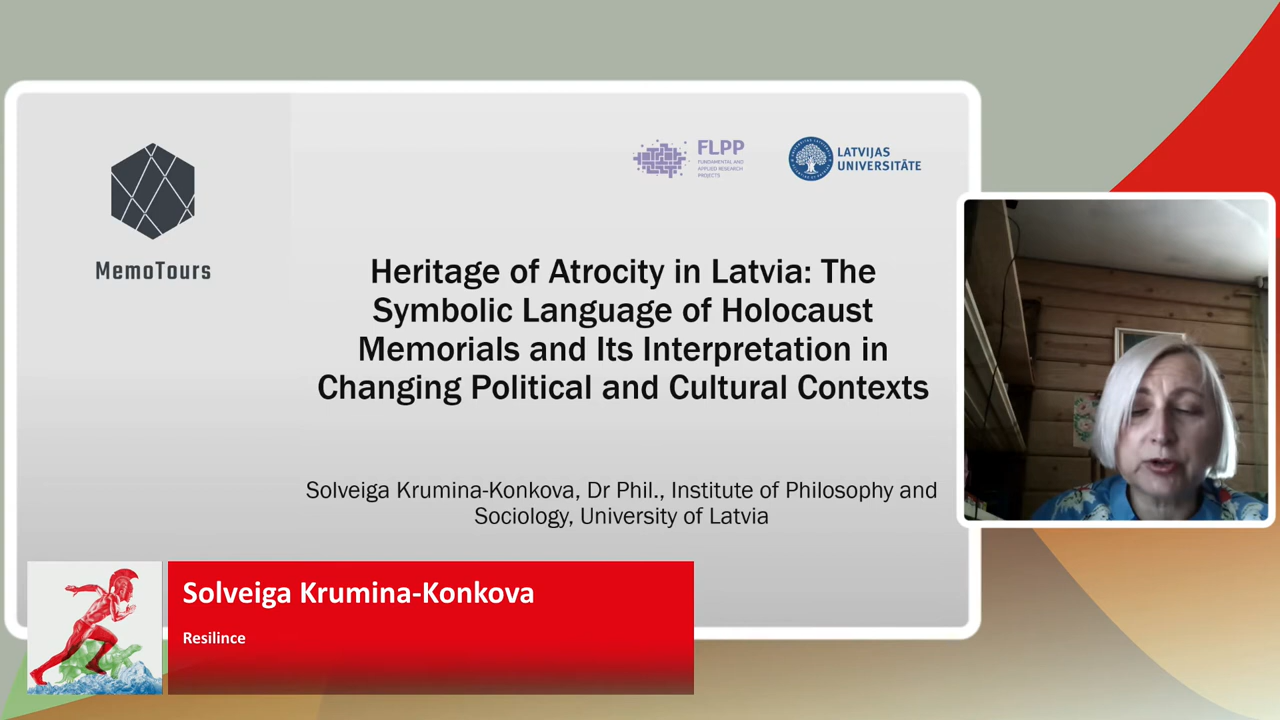 MemoTours
FLPP
FUNDAMENTAL AND
APPLIED RESEARCH
PROJECTS
LATVIJAS
UNIVERSITĀTE
Heritage of Atrocity in Latvia: The
Symbolic Language of Holocaust
Memorials and Its Interpretation in
Changing Political and Cultural Contexts
Solveiga Krumina-Konkova, Dr Phil., Institute of Philosophy and
Sociology, University of Latvia
Solveiga Krumina-Konkova
Resilince